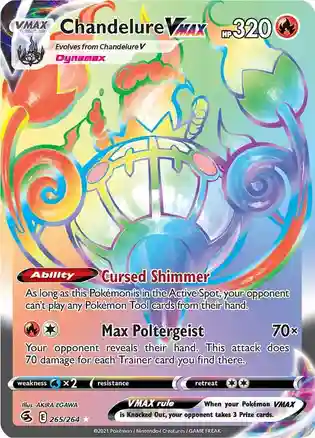 VMAX Chandelure VMAX HP 320
Evolves from Chandelure V
Dynamax
Ability Cursed Shimmer
As long as this Pokémon is in the Active Spot, your opponent
can't play any Pokémon Tool cards from their hand.
Max Poltergeist 70×
Your opponent reveals their hand. This attack does
70 damage for each Trainer card you find there.
weakness ×2 resistance retreat
Illus. AKIRA EGAWA
VMAX rule When your Pokémon VMAX
is Knocked Out, your opponent takes 3 Prize cards.
E 265/264
©2021 Pokémon / Nintendo / Creatures / GAME FREAK